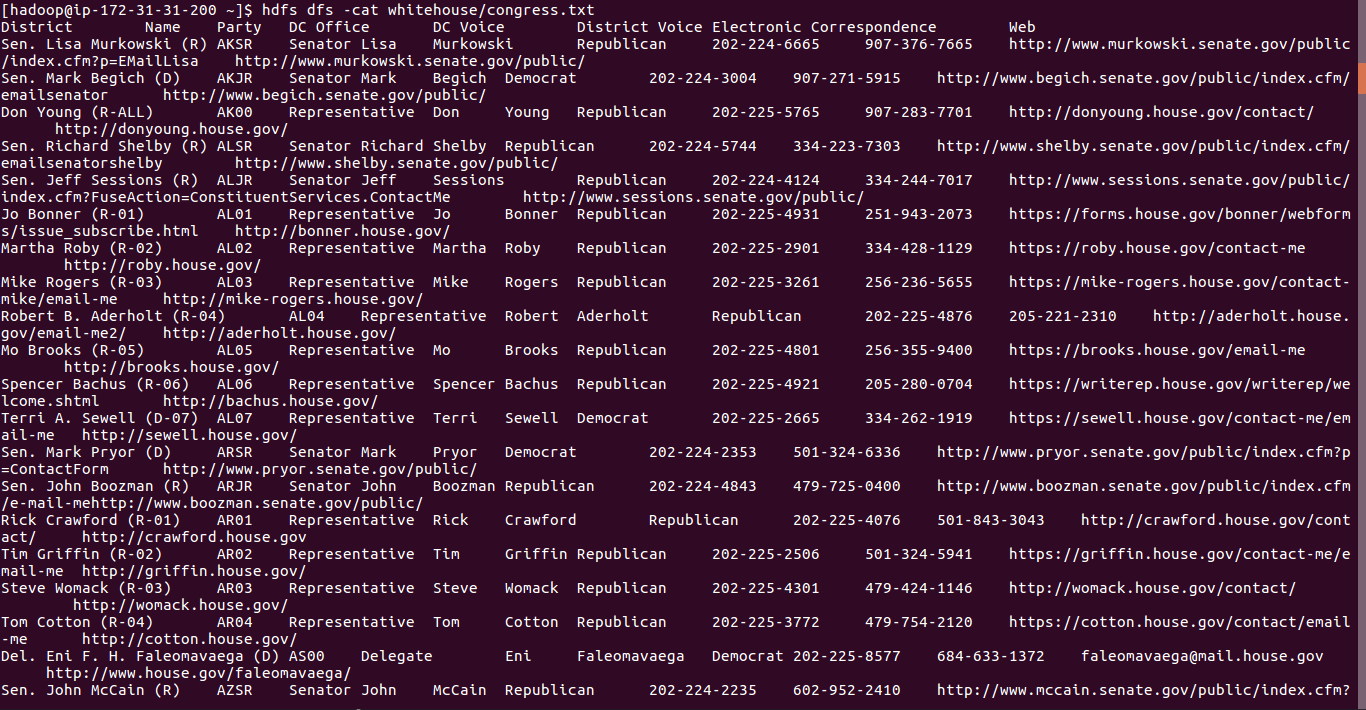 [hadoop@ip-172-31-31-200 ~]$ hdfs dfs -cat whitehouse/congress.txt
District        Name    Party   DC Office       DC Voice        District Voice Electronic Correspondence        Web
Sen. Lisa Murkowski (R) AKSR    Senator Lisa    Murkowski       Republican      202-224-6665    907-376-7665    http://www.murkowski.senate.gov/public
/index.cfm?p=EMailLisa    http://www.murkowski.senate.gov/public/
Sen. Mark Begich (D)    AKJR    Senator Mark    Begich  Democrat        202-224-3004    907-271-5915    http://www.begich.senate.gov/public/index.cfm/
emailsenator      http://www.begich.senate.gov/public/
Don Young (R-ALL)       AK00    Representative  Don     Young   Republican      202-225-5765    907-283-7701    http://donyoung.house.gov/contact/
      http://donyoung.house.gov/
Sen. Richard Shelby (R) ALSR    Senator Richard Shelby  Republican      202-224-5744    334-223-7303    http://www.shelby.senate.gov/public/index.cfm/
emailsenatorshelby        http://www.shelby.senate.gov/public/
Sen. Jeff Sessions (R)  ALJR    Senator Jeff    Sessions        Republican      202-224-4124    334-244-7017    http://www.sessions.senate.gov/public/
index.cfm?FuseAction=ConstituentServices.ContactMe        http://www.sessions.senate.gov/public/
Jo Bonner (R-01)        AL01    Representative  Jo      Bonner  Republican      202-225-4931    251-943-2073    https://forms.house.gov/bonner/webform
s/issue_subscribe.html    http://bonner.house.gov/
Martha Roby (R-02)      AL02    Representative  Martha  Roby    Republican      202-225-2901    334-428-1129    https://roby.house.gov/contact-me
       http://roby.house.gov/
Mike Rogers (R-03)      AL03    Representative  Mike    Rogers  Republican      202-225-3261    256-236-5655    https://mike-rogers.house.gov/contact-
mike/email-me     http://mike-rogers.house.gov/
Robert B. Aderholt (R-04)       AL04    Representative  Robert  Aderholt        Republican      202-225-4876    205-221-2310    http://aderholt.house.
gov/email-me2/    http://aderholt.house.gov/
Mo Brooks (R-05)        AL05    Representative  Mo      Brooks  Republican      202-225-4801    256-355-9400    https://brooks.house.gov/email-me
       http://brooks.house.gov/
Spencer Bachus (R-06)   AL06    Representative  Spencer Bachus  Republican      202-225-4921    205-280-0704    https://writerep.house.gov/writerep/we
lcome.shtml       http://bachus.house.gov/
Terri A. Sewell (D-07)  AL07    Representative  Terri   Sewell  Democrat        202-225-2665    334-262-1919    https://sewell.house.gov/contact-me/em
ail-me   http://sewell.house.gov/
Sen. Mark Pryor (D)     ARSR    Senator Mark    Pryor   Democrat        202-224-2353    501-324-6336    http://www.pryor.senate.gov/public/index.cfm?p
=ContactForm      http://www.pryor.senate.gov/public/
Sen. John Boozman (R)   ARJR    Senator John    Boozman Republican      202-224-4843    479-725-0400    http://www.boozman.senate.gov/public/index.cfm
/e-mail-mehttp://www.boozman.senate.gov/public/
Rick Crawford (R-01)    AR01    Representative  Rick    Crawford        Republican      202-225-4076    501-843-3043    http://crawford.house.gov/cont
act/     http://crawford.house.gov
Tim Griffin (R-02)      AR02    Representative  Tim     Griffin Republican      202-225-2506    501-324-5941    https://griffin.house.gov/contact-me/e
mail-me  http://griffin.house.gov/
Steve Womack (R-03)     AR03    Representative  Steve   Womack  Republican      202-225-4301    479-424-1146    http://womack.house.gov/contact/
        http://womack.house.gov/
Tom Cotton (R-04)       AR04    Representative  Tom     Cotton  Republican      202-225-3772    479-754-2120    https://cotton.house.gov/contact/email
-me      http://cotton.house.gov/
Del. Eni F. H. Faleomavaega (D) AS00    Delegate        Eni     Faleomavaega   Democrat 202-225-8577    684-633-1372    faleomavaega@mail.house.gov
     http://www.house.gov/faleomavaega/
Sen. John McCain (R)    AZSR    Senator John    McCain  Republican      202-224-2235    602-952-2410    http://www.mccain.senate.gov/public/index.cfm?